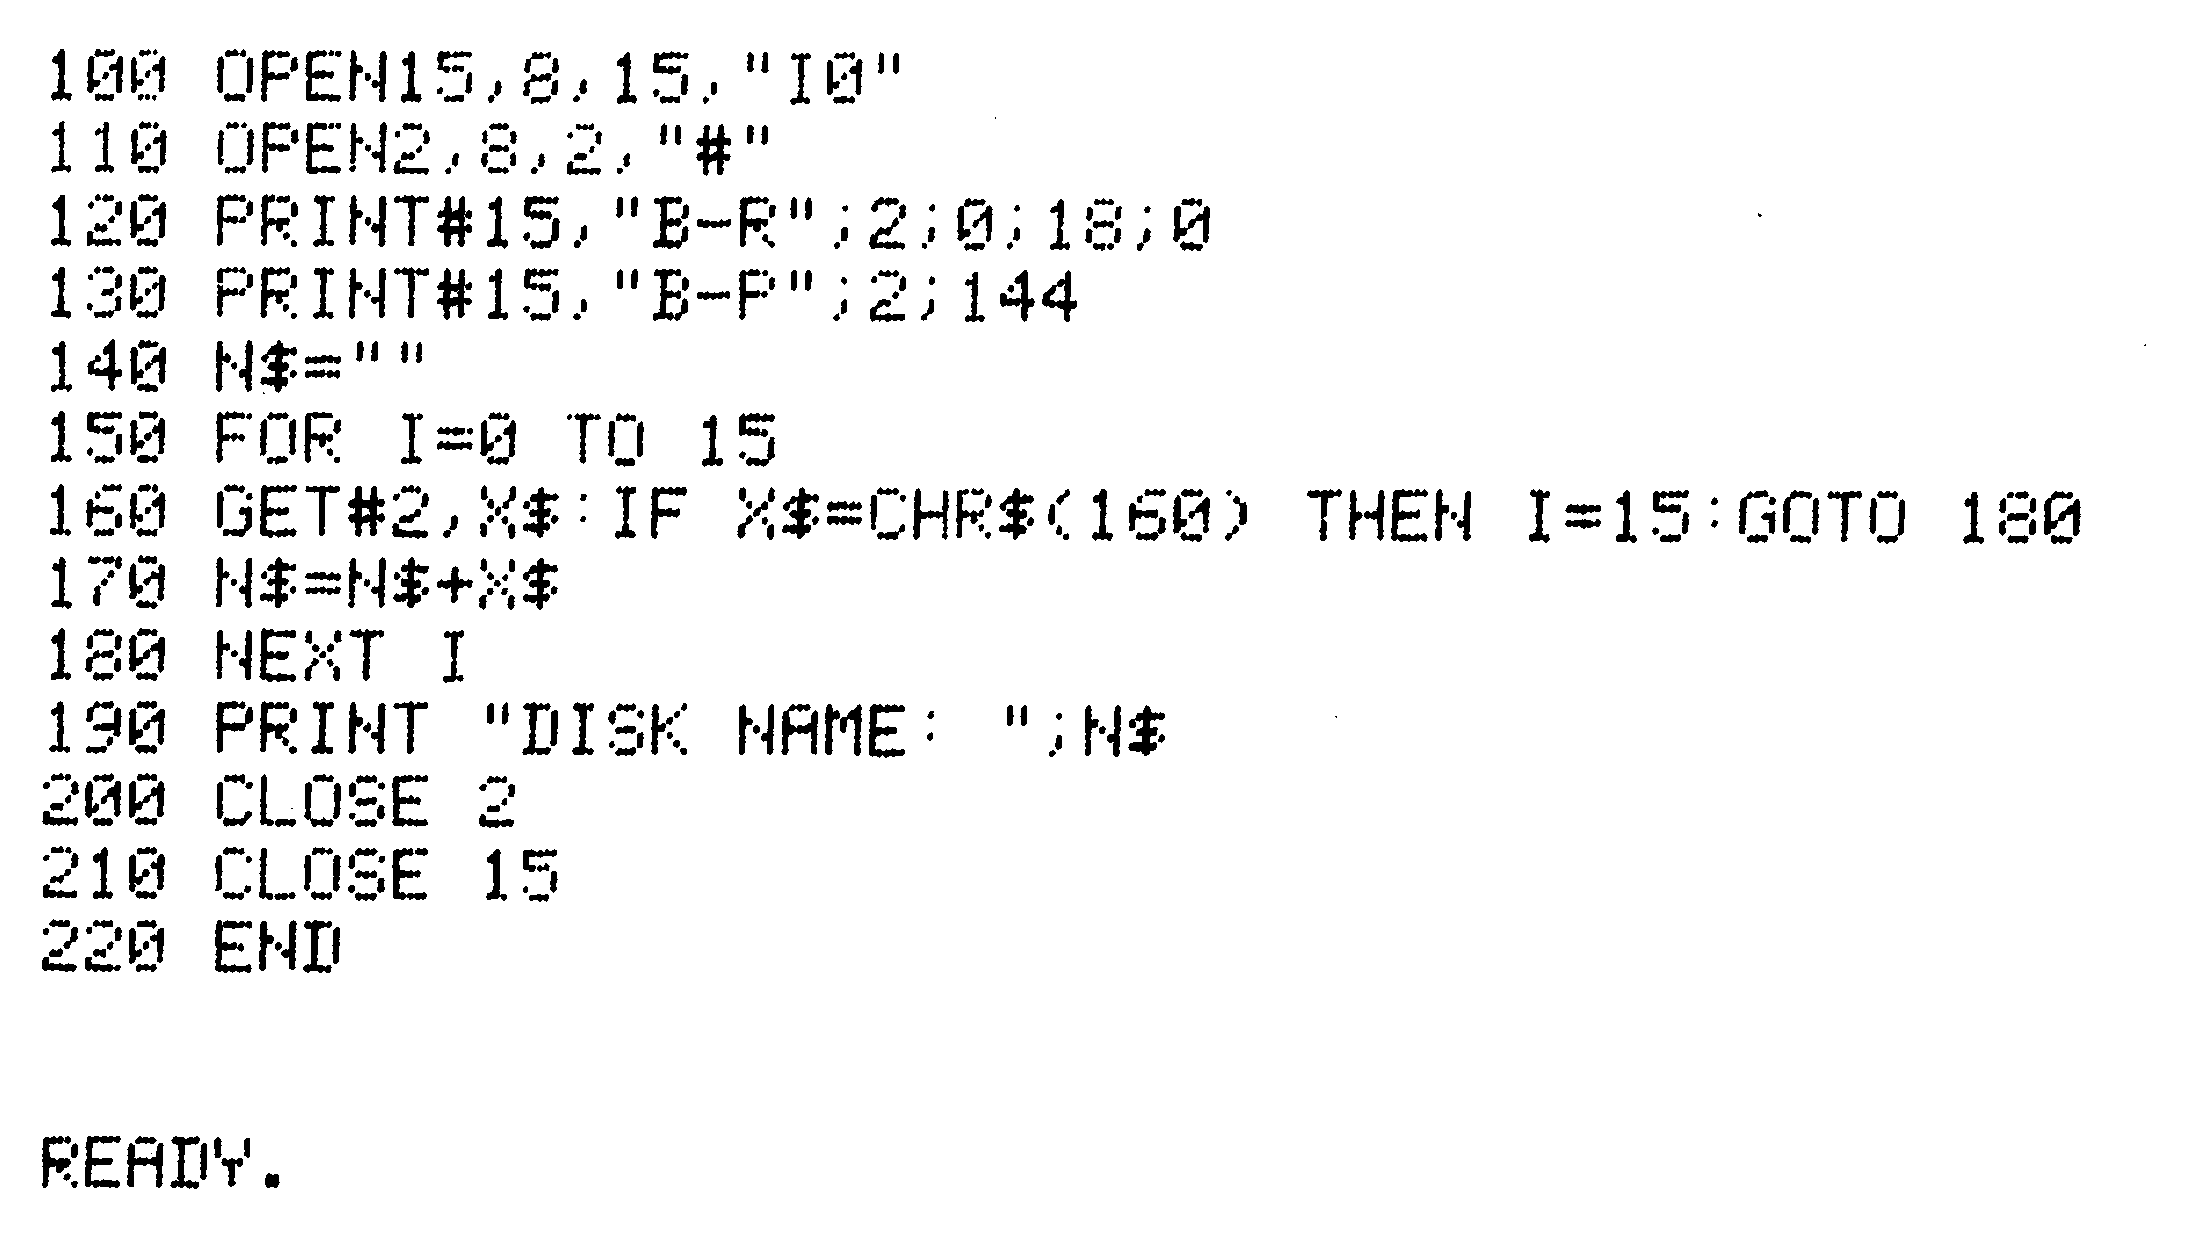 100 OPEN15,8,15,"I0"
110 OPEN2,8,2,"#"
120 PRINT#15,"B-R";2;0;18;0
130 PRINT#15,"B-P";2;144
140 N$=""
150 FOR I=0 TO 15
160 GET#2,X$:IF X$=CHR$(160) THEN I=15:GOTO 180
170 N$=N$+X$
180 NEXT I
190 PRINT "DISK NAME: ";N$
200 CLOSE 2
210 CLOSE 15
220 END
READY.